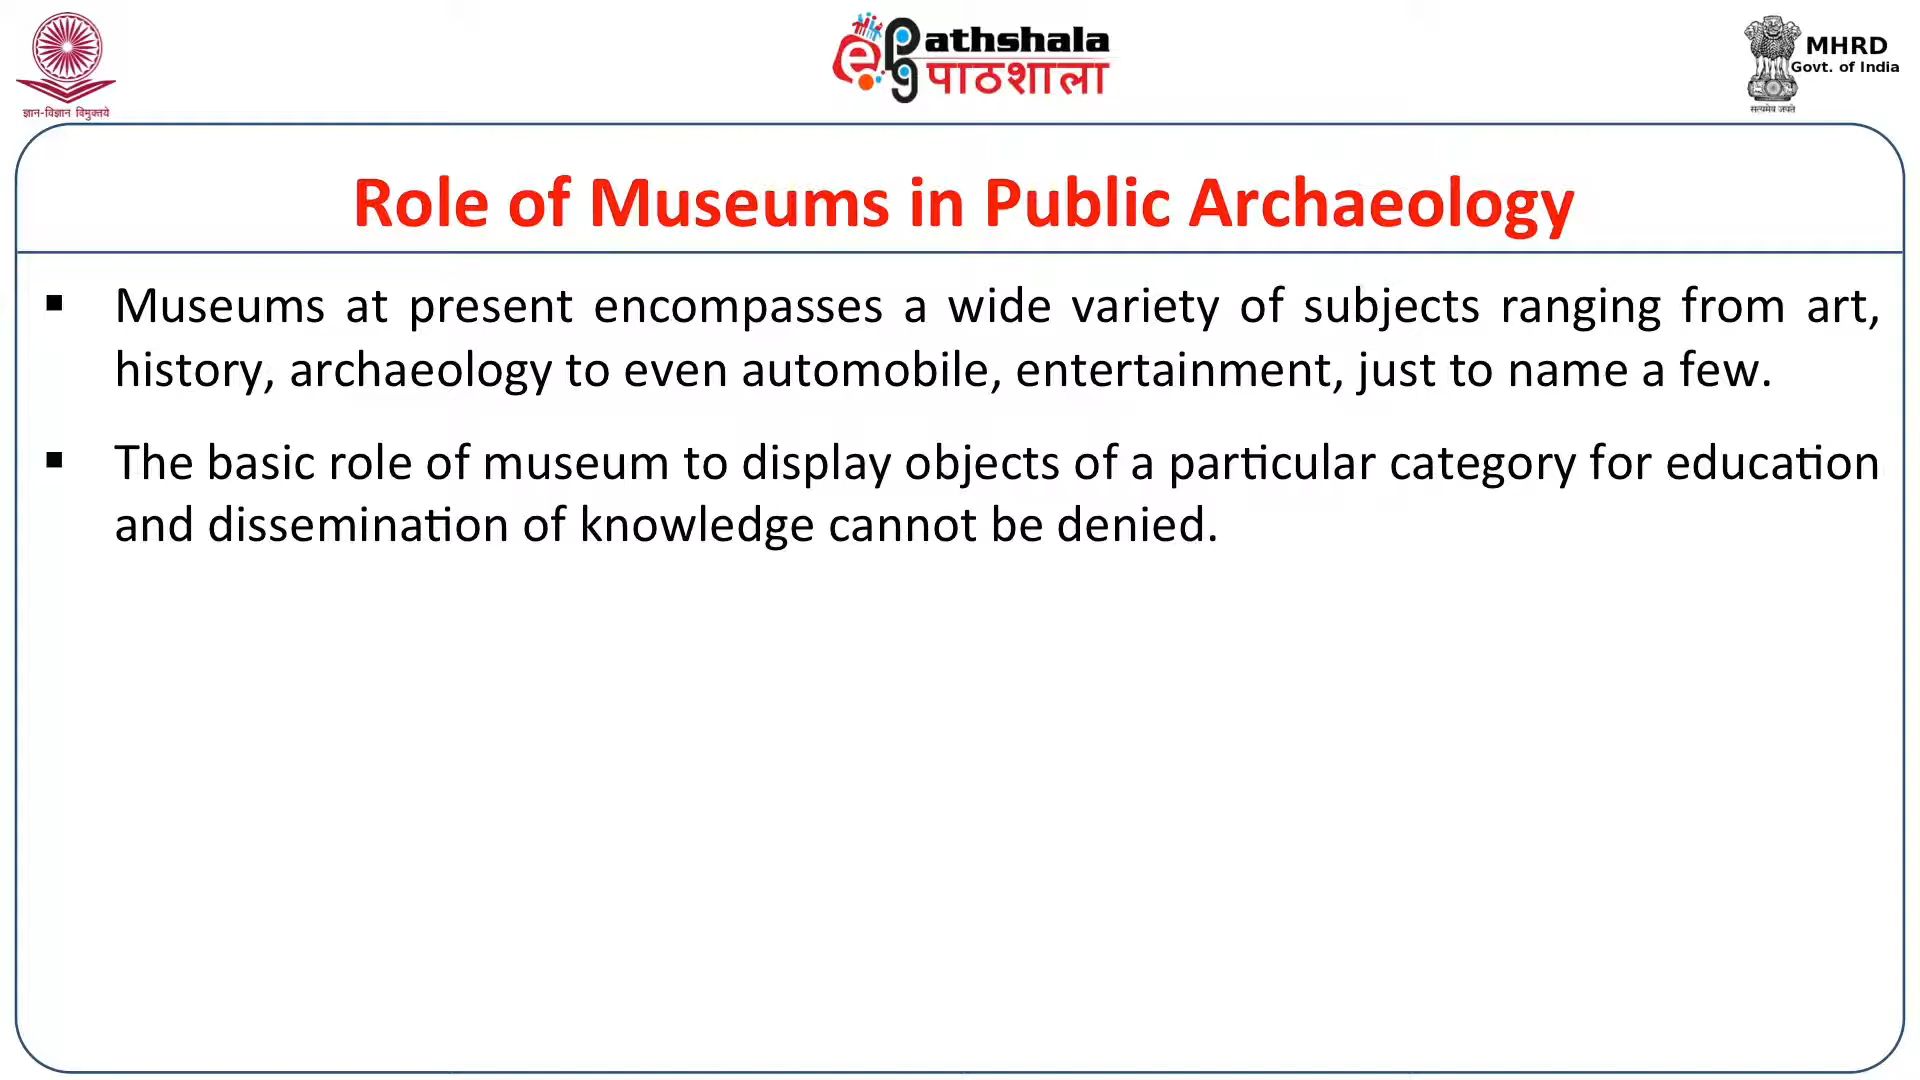 ज्ञान-विज्ञान विमुक्तये
e PG Pathshala
पाठशाला
MHRD
Govt. of India
सत्यमेव जयते
Role of Museums in Public Archaeology
▪ Museums at present encompasses a wide variety of subjects ranging from art,
history, archaeology to even automobile, entertainment, just to name a few.
▪ The basic role of museum to display objects of a particular category for education
and dissemination of knowledge cannot be denied.